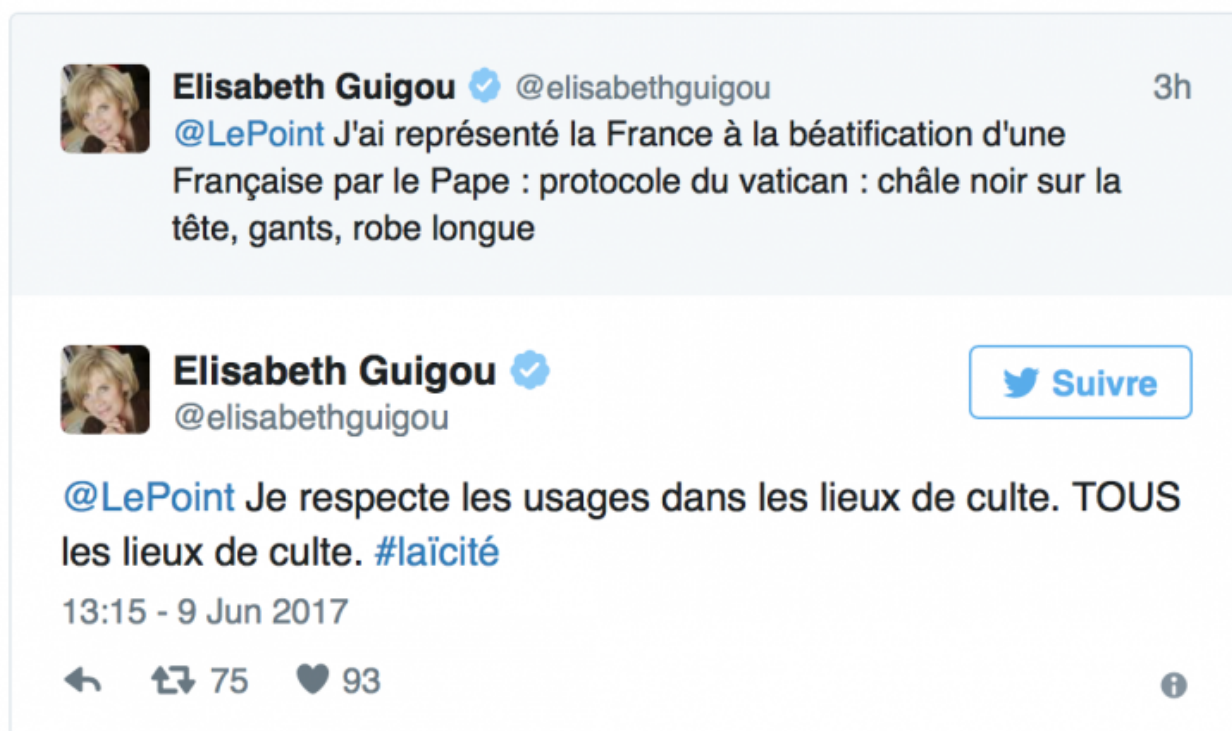 Elisabeth Guigou @elisabethguigou 3h
@LePoint J'ai représenté la France à la béatification d'une
Française par le Pape : protocole du vatican : châle noir sur la
tête, gants, robe longue
Elisabeth Guigou
Suivre
@elisabethguigou
@LePoint Je respecte les usages dans les lieux de culte. TOUS
les lieux de culte. #laïcité
13:15 - 9 Jun 2017
75 93